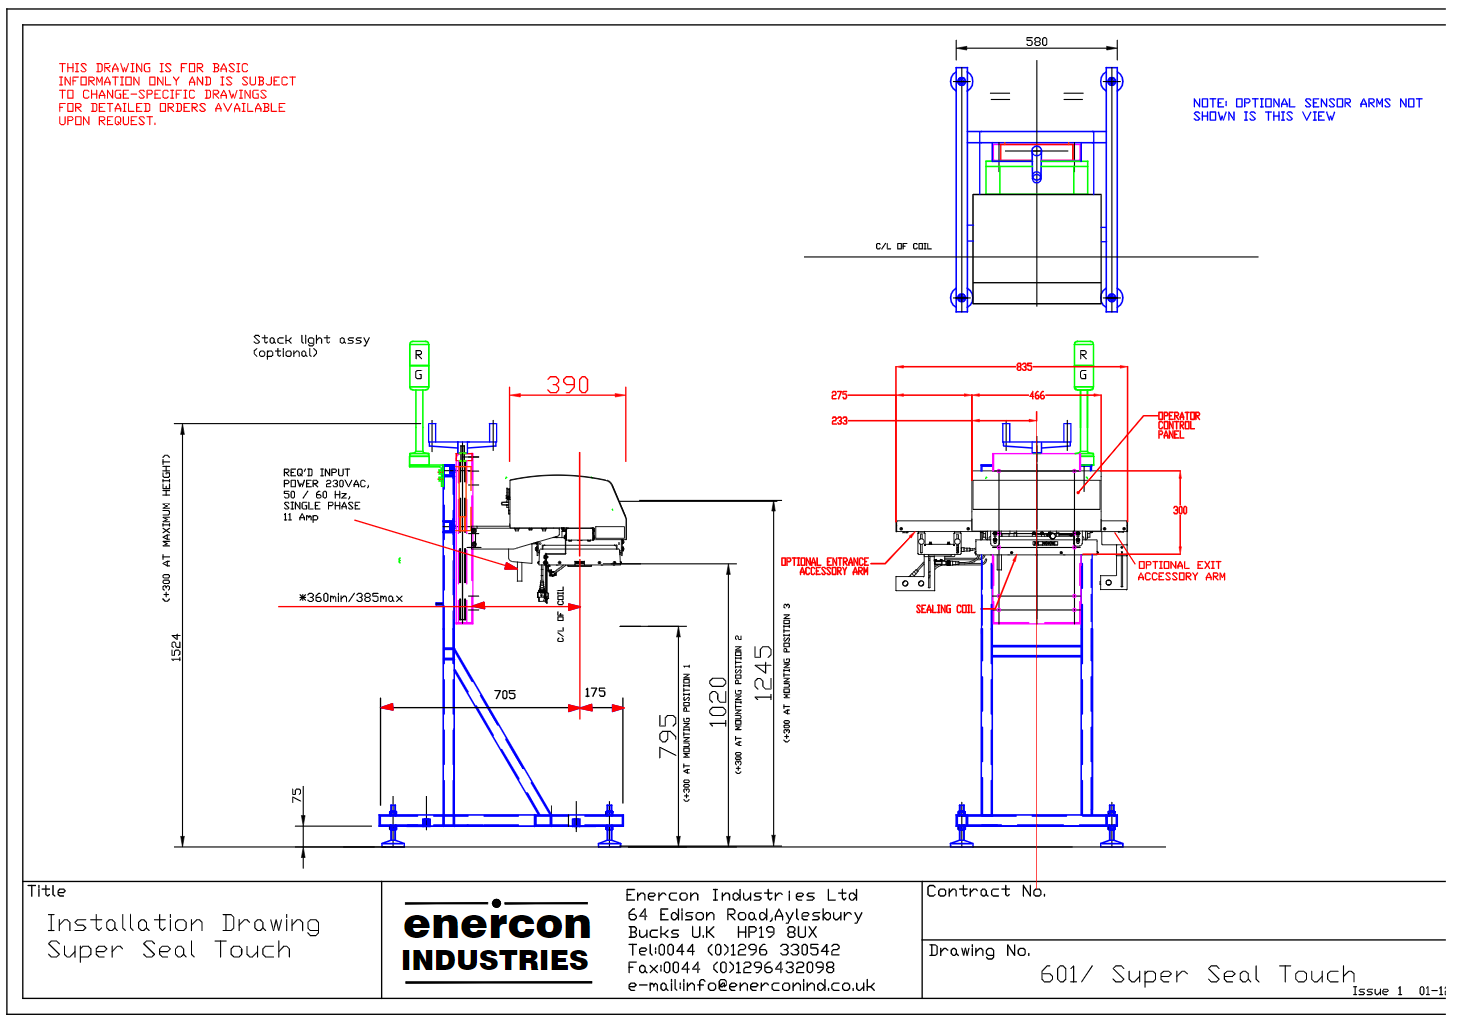 THIS DRAWING IS FOR BASIC
INFORMATION ONLY AND IS SUBJECT
TO CHANGE-SPECIFIC DRAWINGS
FOR DETAILED ORDERS AVAILABLE
UPON REQUEST.
580
NOTE: OPTIONAL SENSOR ARMS NOT
SHOWN IS THIS VIEW
C/L OF COIL
Stack light assy
(optional)
R
G
390
REQ'D INPUT
POWER 230VAC,
50 / 60 Hz,
SINGLE PHASE
11 Amp
(+300 AT MAXIMUM HEIGHT)
1524
*360min/385max
C/L OF COIL
705
175
75
795
(+300 AT MOUNTING POSITION 1
1020
(+300 AT MOUNTING POSITION 2
1245
(+300 AT MOUNTING POSITION 3
R
G
835
275
466
233
OPERATOR
CONTROL
PANEL
300
OPTIONAL ENTRANCE
ACCESSORY ARM
OPTIONAL EXIT
ACCESSORY ARM
SEALING COIL
Title
Installation Drawing
Super Seal Touch
enercon
INDUSTRIES
Enercon Industries Ltd
64 Edison Road,Aylesbury
Bucks U.K HP19 8UX
Tel:0044 (0)1296 330542
Fax:0044 (0)1296432098
e-mail:info@enerconind.co.uk
Contract No.
Drawing No.
601/ Super Seal Touch
Issue 1 01-12